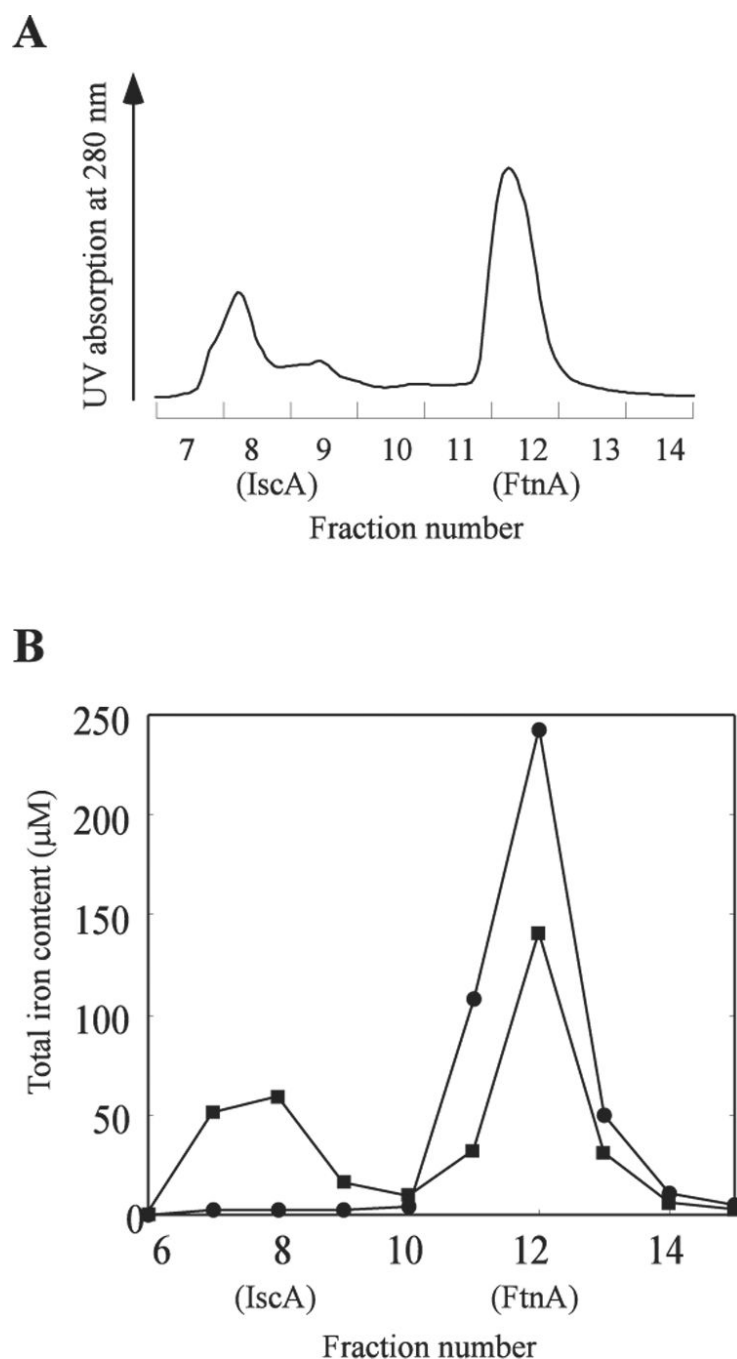 A
UV absorption at 280 nm
7 8 9 10 11 12 13 14
(IscA) (FtnA)
Fraction number
B
Total iron content (μM)
250
200
150
100
50
0
6 8 10 12 14
(IscA) (FtnA)
Fraction number